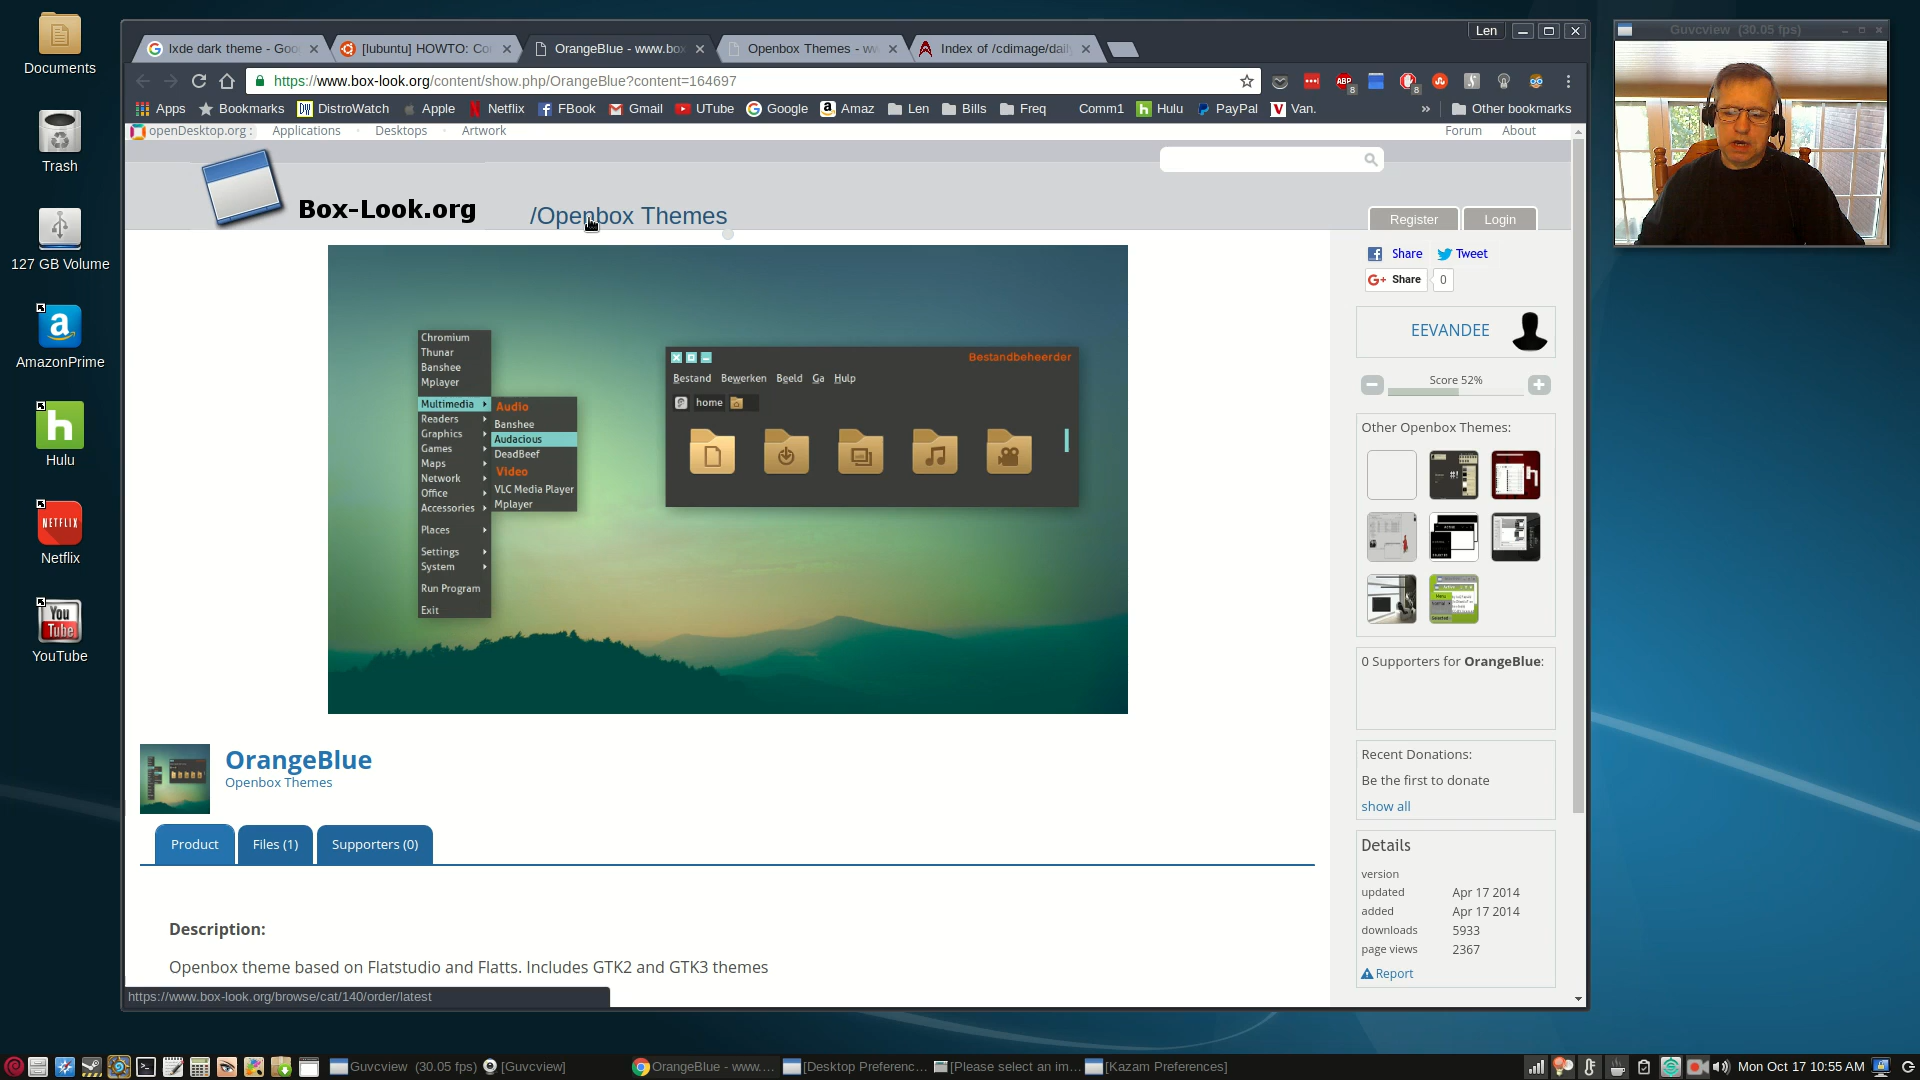 Documents
Trash
127 GB Volume
AmazonPrime
Hulu
NETFLIX
Netflix
You
Tube
YouTube
Len
lxde dark theme - Goo
[lubuntu] HOWTO: Co
OrangeBlue - www.box
Openbox Themes - w
Index of /cdimage/daily
https://www.box-look.org/content/show.php/OrangeBlue?content=164697
ABP
8
8
Apps
Bookmarks
DistroWatch
Apple
Netflix
FBook
Gmail
UTube
Google
Amaz
Len
Bills
Freq
Comm1
Hulu
PayPal
Van.
»
Other bookmarks
openDesktop.org :
Applications
Desktops
Artwork
Forum
About
Box-Look.org
/Openbox Themes
Register
Login
Chromium
Thunar
Banshee
Mplayer
Multimedia
Readers
Graphics
Games
Maps
Network
Office
Accessories
Places
Settings
System
Run Program
Exit
Audio
Banshee
Audacious
DeadBeef
Video
VLC Media Player
Mplayer
Bestandbeheerder
Bestand Bewerken Beeld Ga Hulp
home
OrangeBlue
Openbox Themes
Product
Files (1)
Supporters (0)
Description:
Openbox theme based on Flatstudio and Flatts. Includes GTK2 and GTK3 themes
https://www.box-look.org/browse/cat/140/order/latest
Share
Tweet
G+ Share
0
EEVANDEE
Score 52%
Other Openbox Themes:
0 Supporters for OrangeBlue:
Recent Donations:
Be the first to donate
show all
Details
version
updated Apr 17 2014
added Apr 17 2014
downloads 5933
page views 2367
Report
Guvcview (30.05 fps)
Guvcview (30.05 fps)
[Guvcview]
OrangeBlue - www....
[Desktop Preferenc...
[Please select an im...
[Kazam Preferences]
Mon Oct 17 10:55 AM